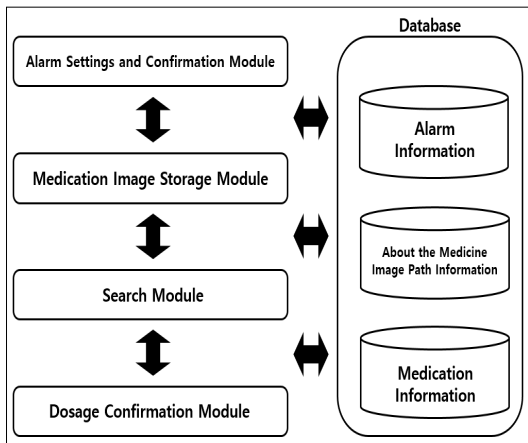 Database
Alarm Settings and Confirmation Module
Medication Image Storage Module
Search Module
Dosage Confirmation Module
Alarm
Information
About the Medicine
Image Path Information
Medication
Information